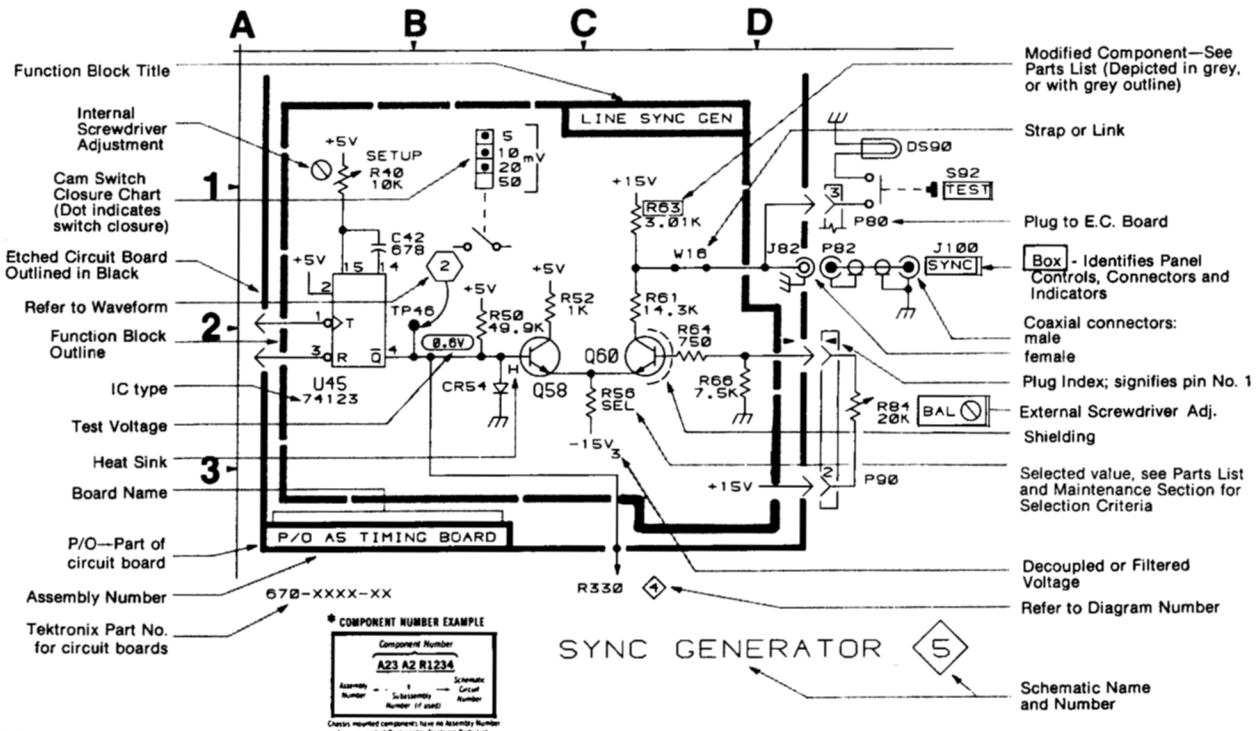 A B C D
Function Block Title
Internal
Screwdriver
Adjustment
1
Cam Switch
Closure Chart
(Dot indicates
switch closure)
Etched Circuit Board
Outlined in Black
Refer to Waveform
2
Function Block
Outline
IC type
Test Voltage
Heat Sink
3
Board Name
P/O—Part of
circuit board
Assembly Number
Tektronix Part No.
for circuit boards
LINE SYNC GEN
+5V
SETUP
R40
10K
5
10
20
50
mV
C42
678
+5V
15 14
2
1
T
3
R
Q
4
U45
74123
2
TP46
0.6V
+5V
R50
49.9K
CR54
H
+5V
R52
1K
Q58
+15V
R63
3.01K
W16
R61
14.3K
Q60
R64
750
R66
7.5K
R56
SEL
-15V
3
+15V
P/O A5 TIMING BOARD
670-XXXX-XX
R330
4
DS90
S92
TEST
3
P80
J82
P82
J100
SYNC
R84
20K
BAL
2
P90
Modified Component—See
Parts List (Depicted in grey,
or with grey outline)
Strap or Link
Plug to E.C. Board
Box - Identifies Panel
Controls, Connectors and
Indicators
Coaxial connectors:
male
female
Plug Index; signifies pin No. 1
External Screwdriver Adj.
Shielding
Selected value, see Parts List
and Maintenance Section for
Selection Criteria
Decoupled or Filtered
Voltage
Refer to Diagram Number
SYNC GENERATOR
5
Schematic Name
and Number
* COMPONENT NUMBER EXAMPLE
Component Number
A23 A2 R1234
Assembly
Number
Subassembly
Number (if used)
Schematic
Circuit
Number
Chassis mounted components have no Assembly Number